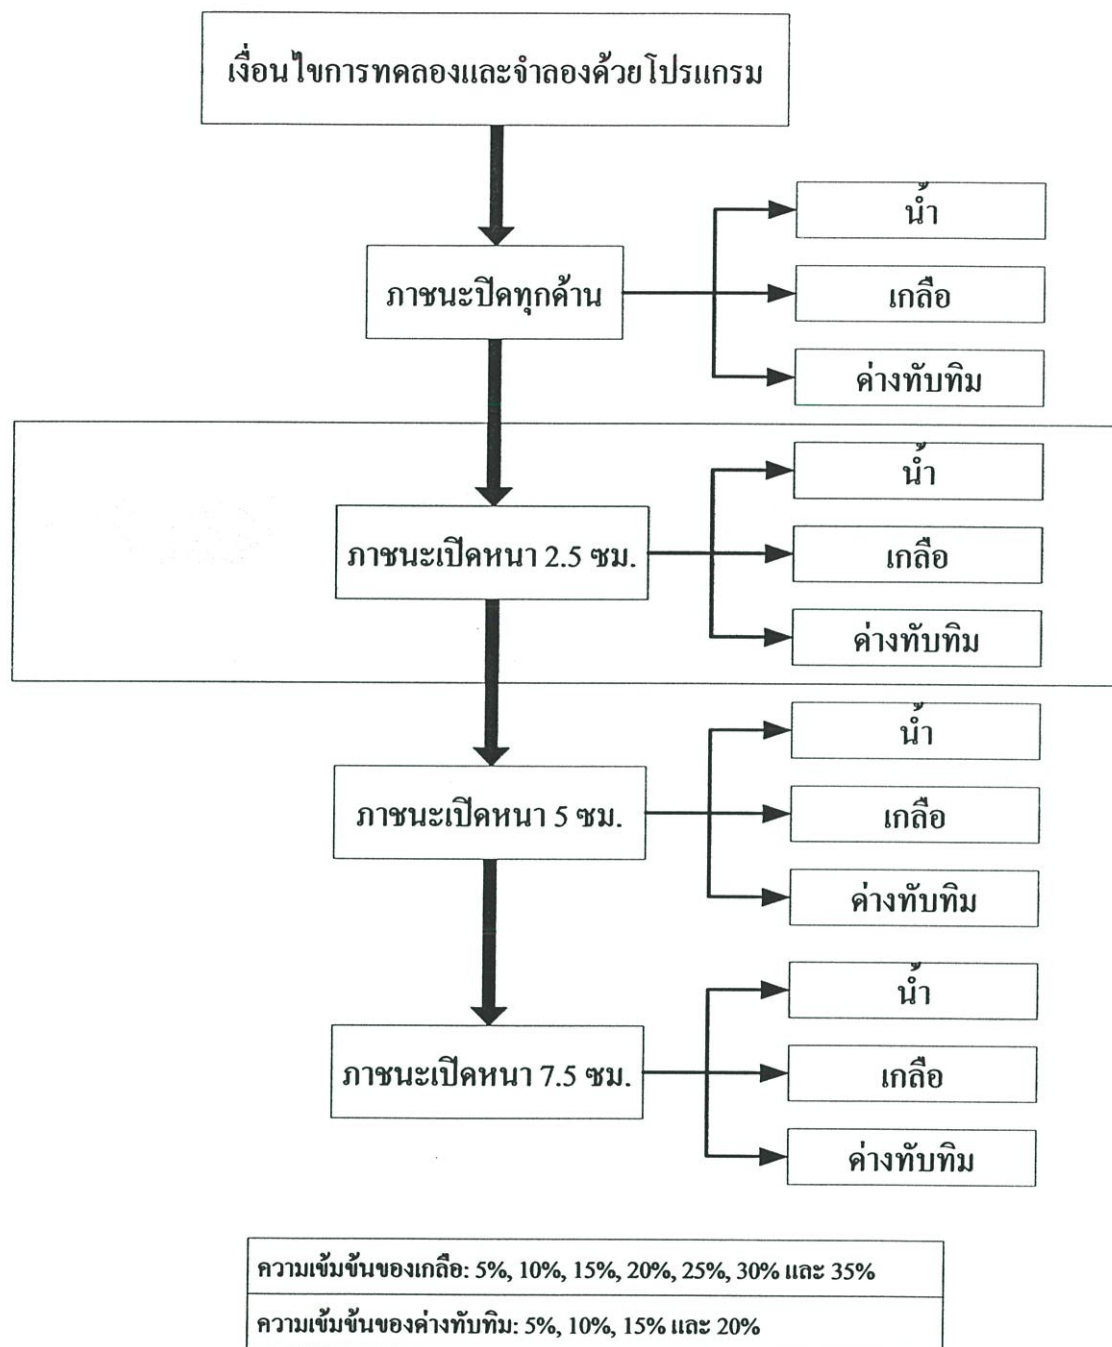 เงื่อนไขการทดลองและจำลองด้วยโปรแกรม
น้ำ
ภาชนะปิดทุกด้าน
เกลือ
ด่างทับทิม
น้ำ
ภาชนะเปิดหนา 2.5 ซม.
เกลือ
ด่างทับทิม
น้ำ
ภาชนะเปิดหนา 5 ซม.
เกลือ
ด่างทับทิม
น้ำ
ภาชนะเปิดหนา 7.5 ซม.
เกลือ
ด่างทับทิม
ความเข้มข้นของเกลือ: 5%, 10%, 15%, 20%, 25%, 30% และ 35%
ความเข้มข้นของด่างทับทิม: 5%, 10%, 15% และ 20%